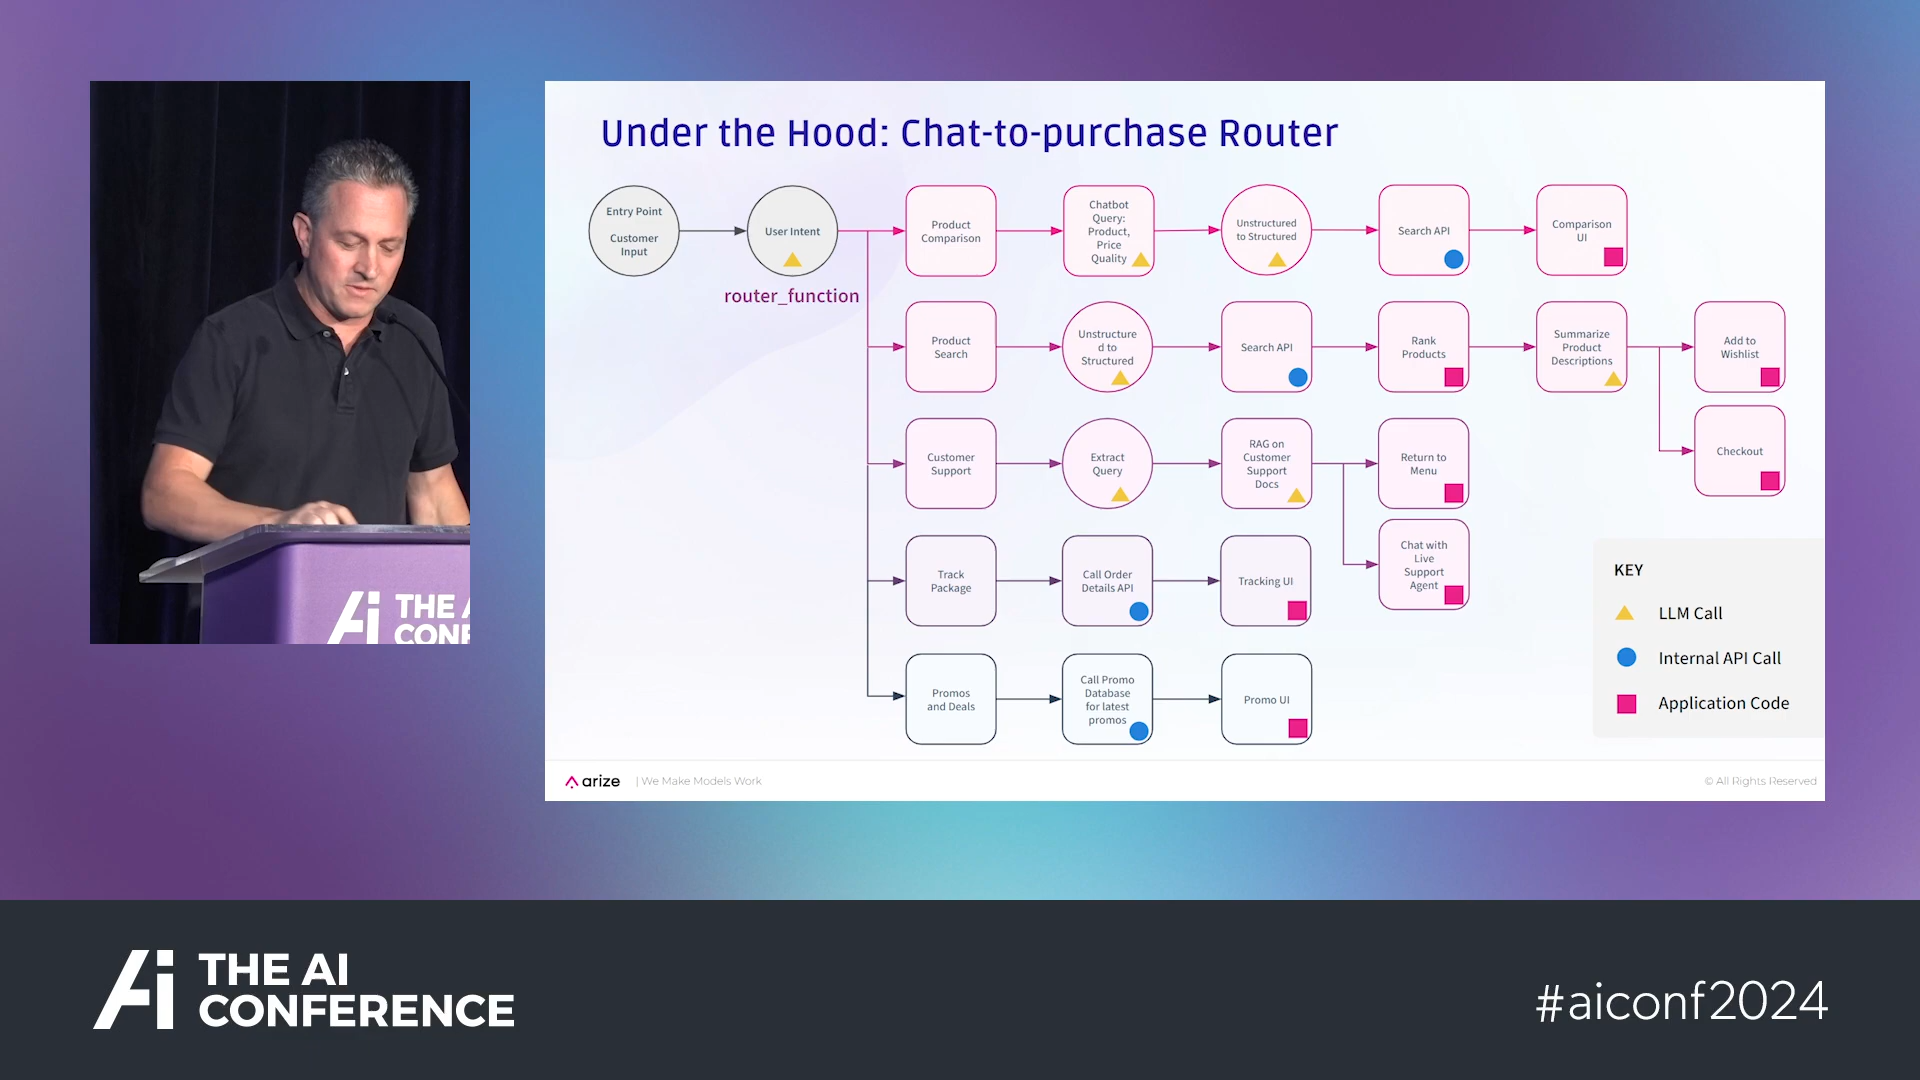 Under the Hood: Chat-to-purchase Router
Entry Point
Customer
Input
User Intent
router_function
Product
Comparison
Chatbot
Query:
Product,
Price
Quality
Unstructured
to Structured
Search API
Comparison
UI
Product
Search
Unstructure
d to
Structured
Search API
Rank
Products
Summarize
Product
Descriptions
Add to
Wishlist
Checkout
Customer
Support
Extract
Query
RAG on
Customer
Support
Docs
Return to
Menu
Chat with
Live
Support
Agent
Track
Package
Call Order
Details API
Tracking UI
Promos
and Deals
Call Promo
Database
for latest
promos
Promo UI
KEY
LLM Call
Internal API Call
Application Code
arize
| We Make Models Work
© All Rights Reserved
Ai THE A
CONF
Ai THE AI
CONFERENCE
#aiconf2024